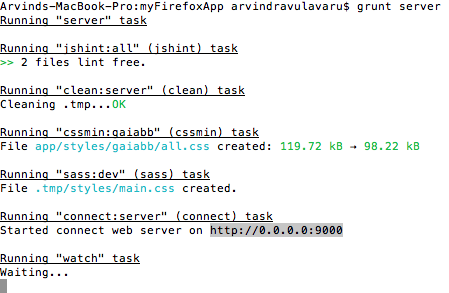 Arvinds-MacBook-Pro:myFirefoxApp arvindravulavaru$ grunt server
Running "server" task
Running "jshint:all" (jshint) task
>> 2 files lint free.
Running "clean:server" (clean) task
Cleaning .tmp...OK
Running "cssmin:gaiabb" (cssmin) task
File app/styles/gaiabb/all.css created: 119.72 kB → 98.22 kB
Running "sass:dev" (sass) task
File .tmp/styles/main.css created.
Running "connect:server" (connect) task
Started connect web server on http://0.0.0.0:9000
Running "watch" task
Waiting...